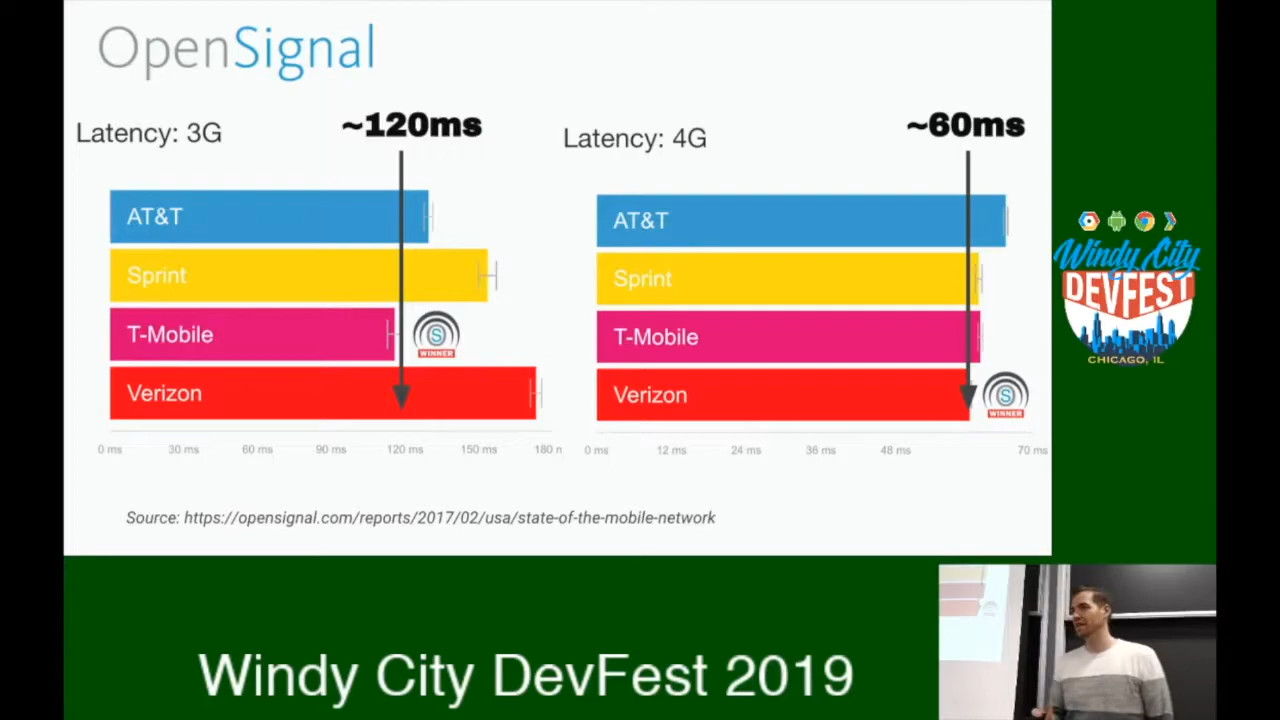 OpenSignal
Latency: 3G
~120ms
AT&T
Sprint
T-Mobile
S
WINNER
Verizon
0 ms 30 ms 60 ms 90 ms 120 ms 150 ms 180 n
Latency: 4G
~60ms
AT&T
Sprint
T-Mobile
Verizon
S
WINNER
0 ms 12 ms 24 ms 36 ms 48 ms 70 ms
Source: https://opensignal.com/reports/2017/02/usa/state-of-the-mobile-network
Windy City
DEVFEST
CHICAGO, IL
Windy City DevFest 2019